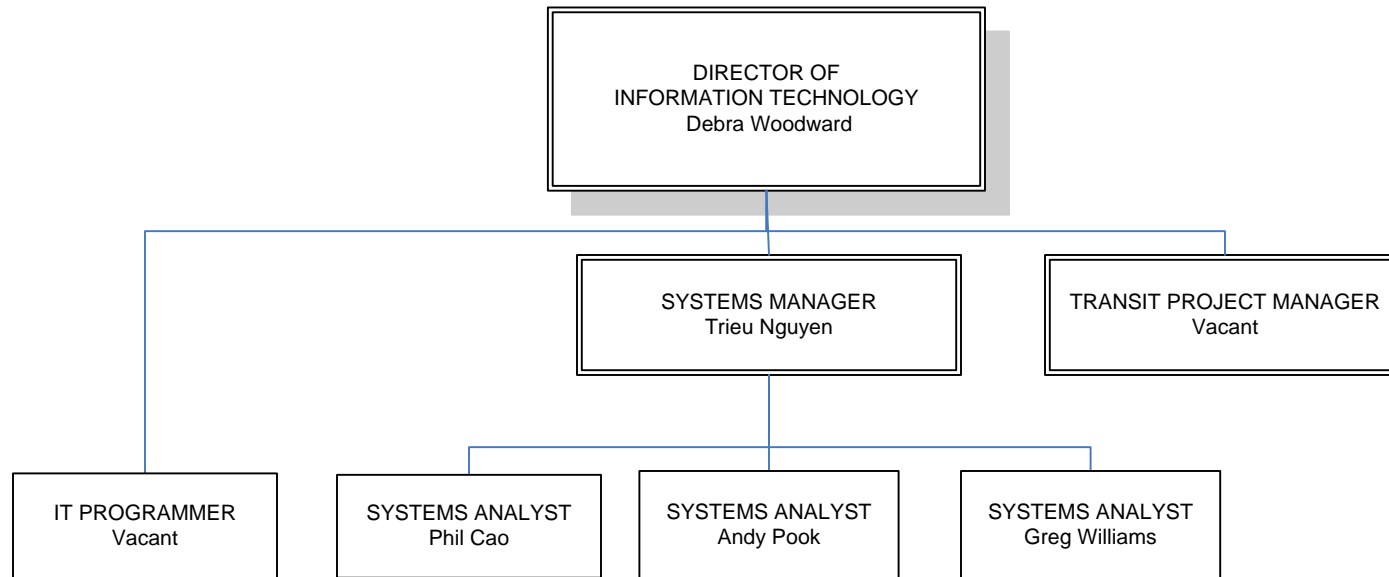 DIRECTOR OF
INFORMATION TECHNOLOGY
Debra Woodward
SYSTEMS MANAGER
Trieu Nguyen
TRANSIT PROJECT MANAGER
Vacant
IT PROGRAMMER
Vacant
SYSTEMS ANALYST
Phil Cao
SYSTEMS ANALYST
Andy Pook
SYSTEMS ANALYST
Greg Williams